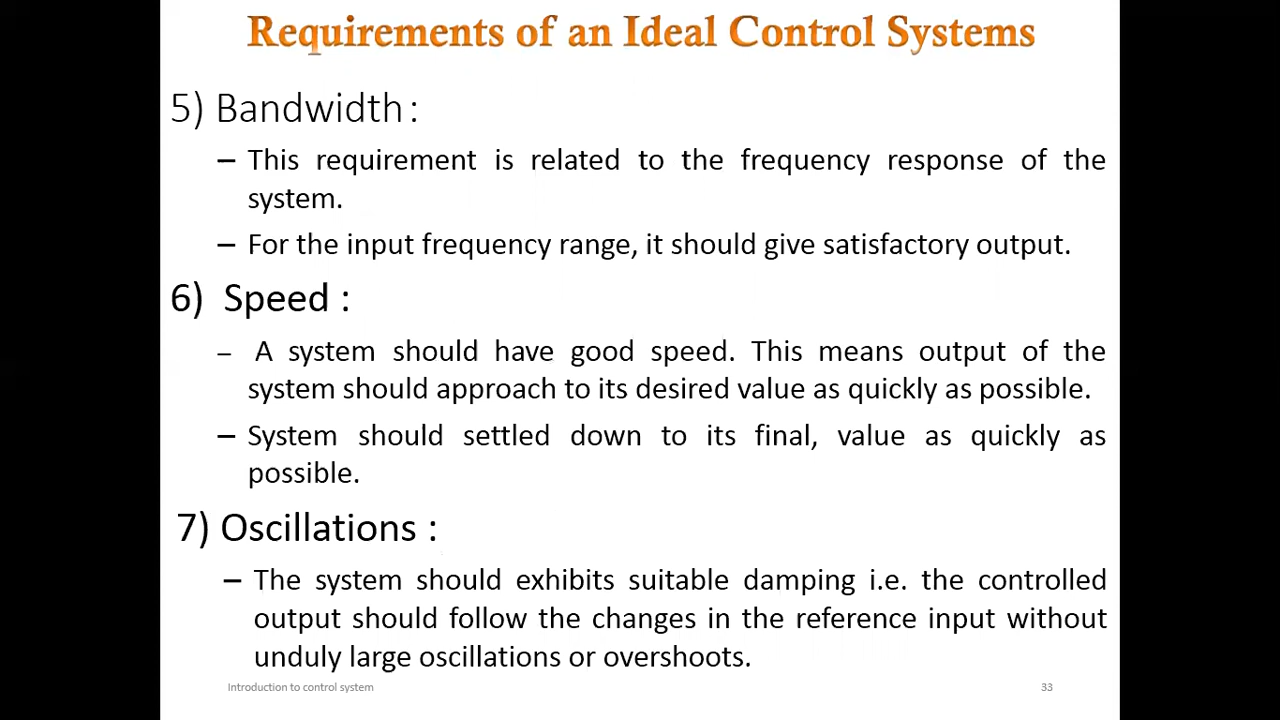 Requirements of an Ideal Control Systems
5) Bandwidth :
– This requirement is related to the frequency response of the
system.
– For the input frequency range, it should give satisfactory output.
6) Speed :
– A system should have good speed. This means output of the
system should approach to its desired value as quickly as possible.
– System should settled down to its final, value as quickly as
possible.
7) Oscillations :
– The system should exhibits suitable damping i.e. the controlled
output should follow the changes in the reference input without
unduly large oscillations or overshoots.
Introduction to control system
33